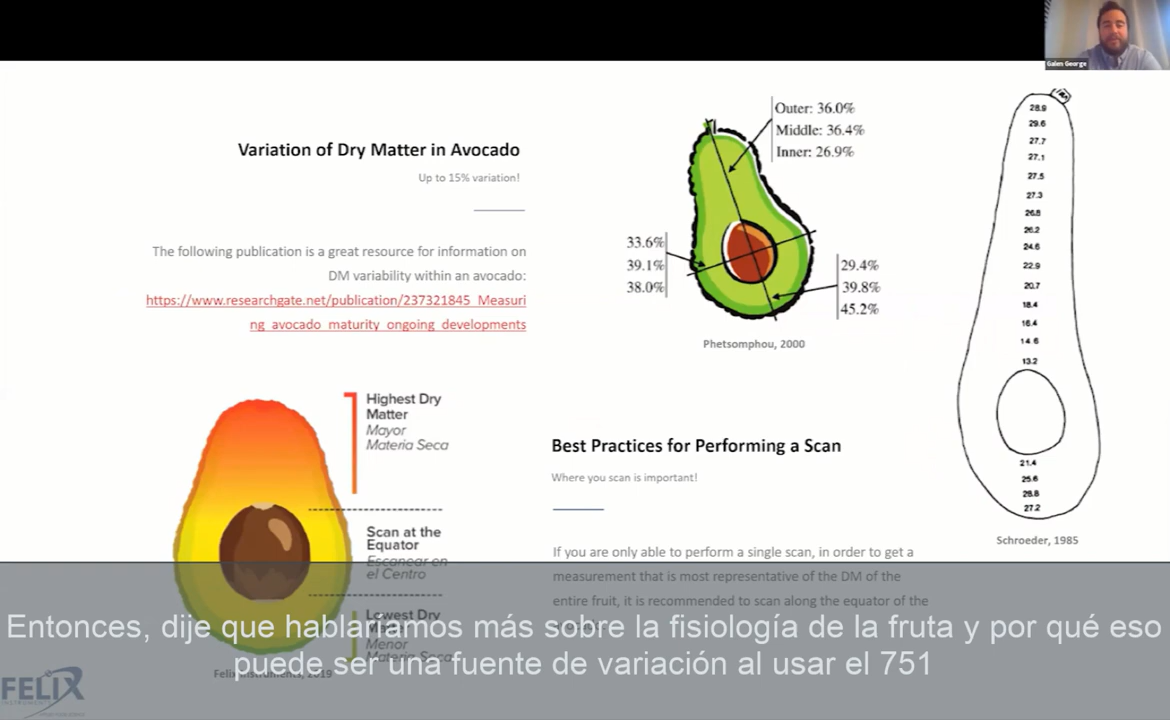 Galen George
Variation of Dry Matter in Avocado
Up to 15% variation!
The following publication is a great resource for information on
DM variability within an avocado:
https://www.researchgate.net/publication/237321845_Measuri
ng_avocado_maturity_ongoing_developments
Outer: 36.0%
Middle: 36.4%
Inner: 26.9%
33.6%
39.1%
38.0%
29.4%
39.8%
45.2%
Phetsomphou, 2000
28.9
29.6
27.7
27.1
27.5
27.3
26.8
26.2
24.6
22.9
20.7
18.4
16.4
14.6
13.2
21.4
25.6
28.8
27.2
Schroeder, 1985
Highest Dry
Matter
Mayor
Materia Seca
Scan at the
Equator
Escanear en
el Centro
Lowest Dry
Menor
Materia Seca
Felix Instruments, 2019
Best Practices for Performing a Scan
Where you scan is important!
If you are only able to perform a single scan, in order to get a
measurement that is most representative of the DM of the
entire fruit, it is recommended to scan along the equator of the
Entonces, dije que hablaríamos más sobre la fisiología de la fruta y por qué eso
puede ser una fuente de variación al usar el 751
FELIX
INSTRUMENTS